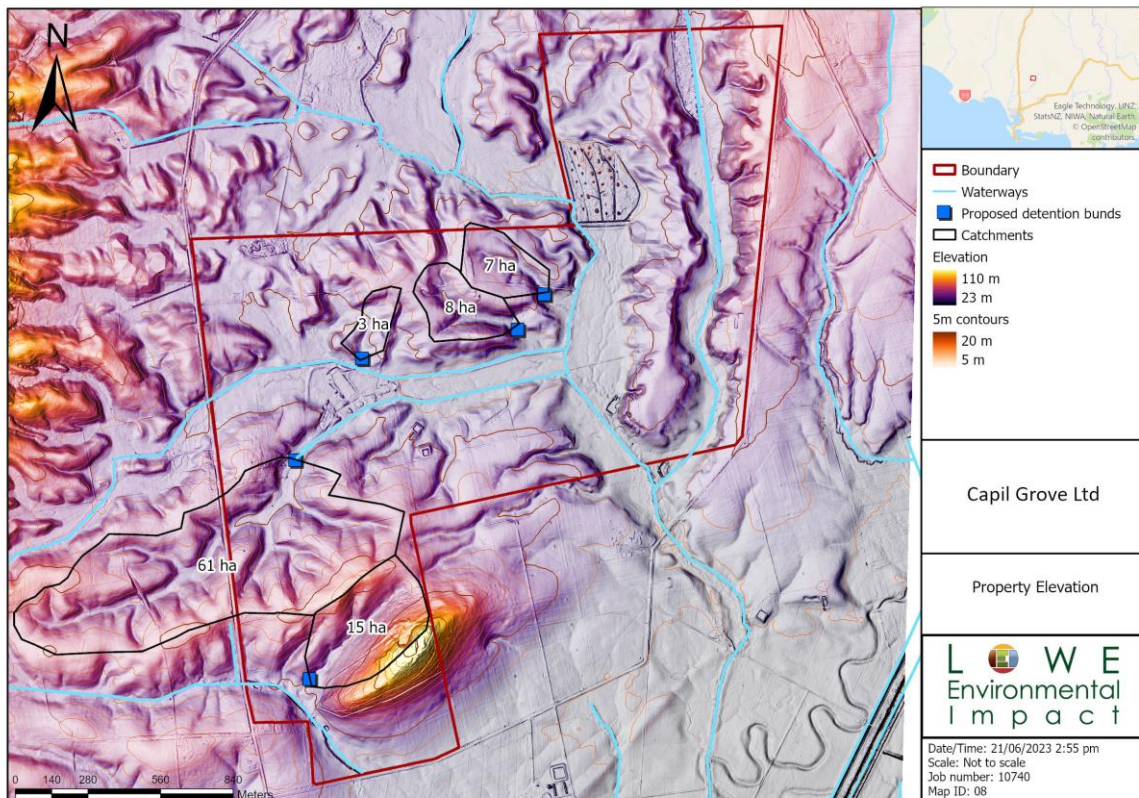 N
7 ha
8 ha
3 ha
61 ha
15 ha
0 140 280 560 840
Meters
Eagle Technology, LINZ,
StatsNZ, NIWA, Natural Earth,
© OpenStreetMap
contributors
Boundary
Waterways
Proposed detention bunds
Catchments
Elevation
110 m
23 m
5m contours
20 m
5 m
Capil Grove Ltd
Property Elevation
LOWE
Environmental
Impact
Date/Time: 21/06/2023 2:55 pm
Scale: Not to scale
Job number: 10740
Map ID: 08